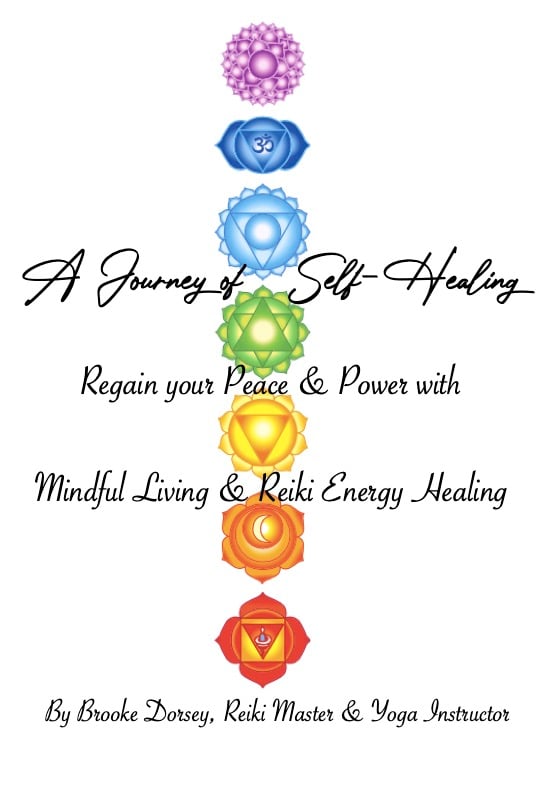 ॐ
A Journey of Self-Healing
Regain your Peace & Power with
Mindful Living & Reiki Energy Healing
By Brooke Dorsey, Reiki Master & Yoga Instructor